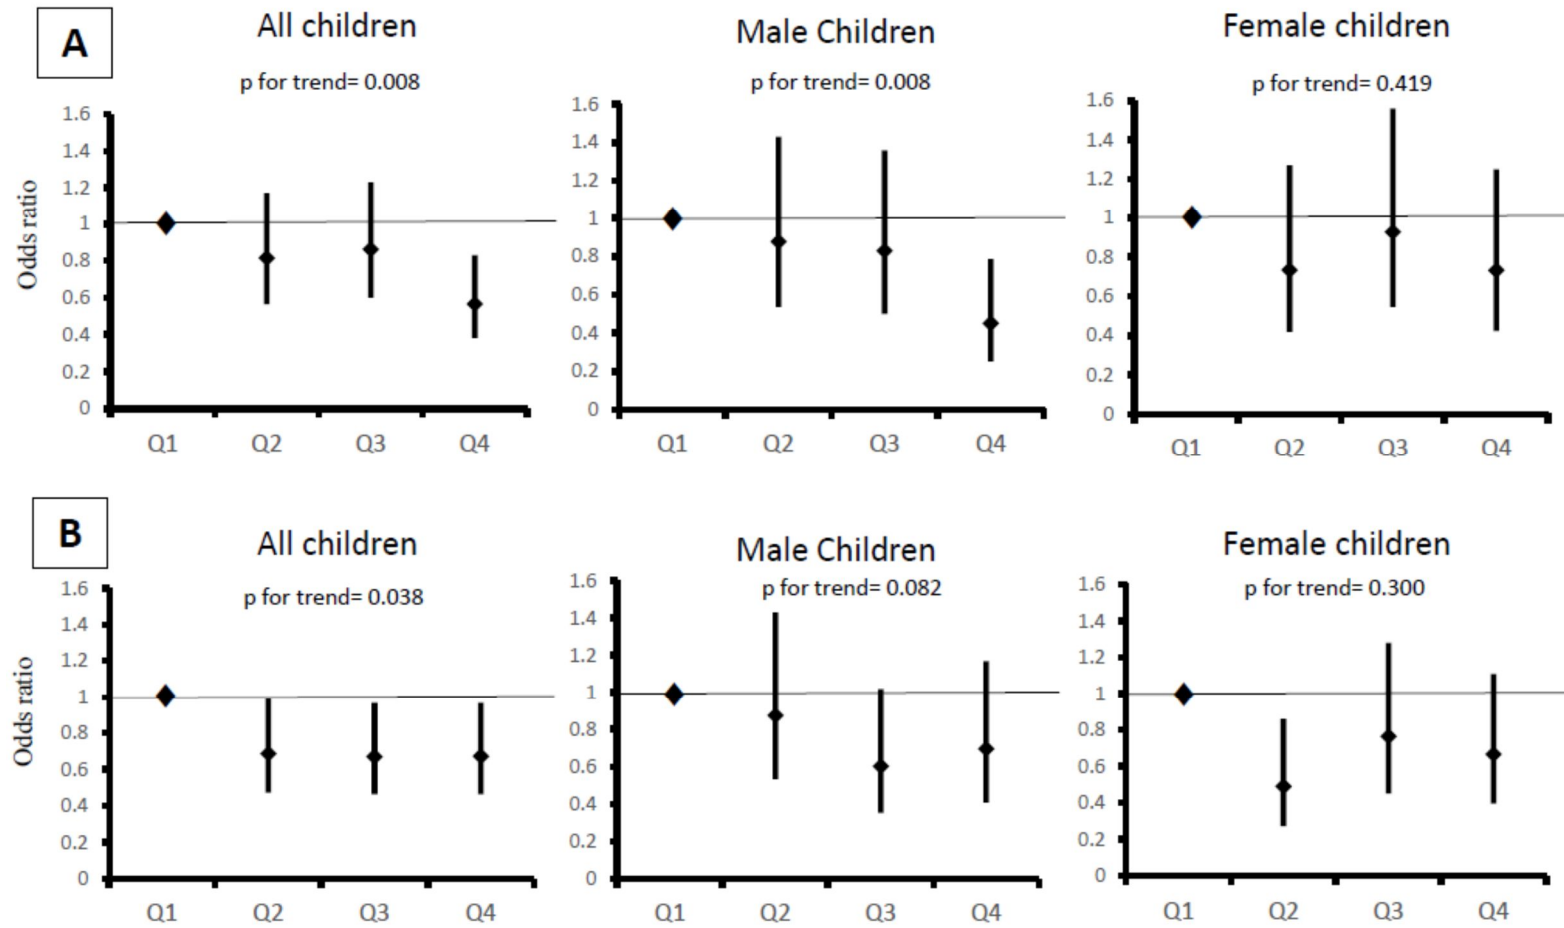 A
All children
p for trend= 0.008
Odds ratio
1.6
1.4
1.2
1
0.8
0.6
0.4
0.2
0
Q1 Q2 Q3 Q4
Male Children
p for trend= 0.008
1.6
1.4
1.2
1
0.8
0.6
0.4
0.2
0
Q1 Q2 Q3 Q4
Female children
p for trend= 0.419
1.6
1.4
1.2
1
0.8
0.6
0.4
0.2
0
Q1 Q2 Q3 Q4
B
All children
p for trend= 0.038
Odds ratio
1.6
1.4
1.2
1
0.8
0.6
0.4
0.2
0
Q1 Q2 Q3 Q4
Male Children
p for trend= 0.082
1.6
1.4
1.2
1
0.8
0.6
0.4
0.2
0
Q1 Q2 Q3 Q4
Female children
p for trend= 0.300
1.6
1.4
1.2
1
0.8
0.6
0.4
0.2
0
Q1 Q2 Q3 Q4